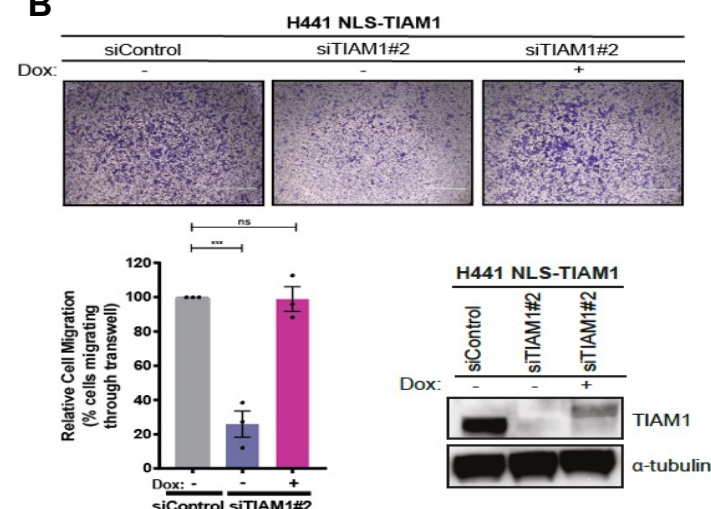 B
H441 NLS-TIAM1
siControl siTIAM1#2 siTIAM1#2
Dox: - - +
ns
***
Relative Cell Migration
(% cells migrating
through transwell)
120
100
80
60
40
20
0
Dox: - - +
siControl siTIAM1#2
H441 NLS-TIAM1
siControl
siTIAM1#2
siTIAM1#2
Dox: - - +
TIAM1
α-tubulin